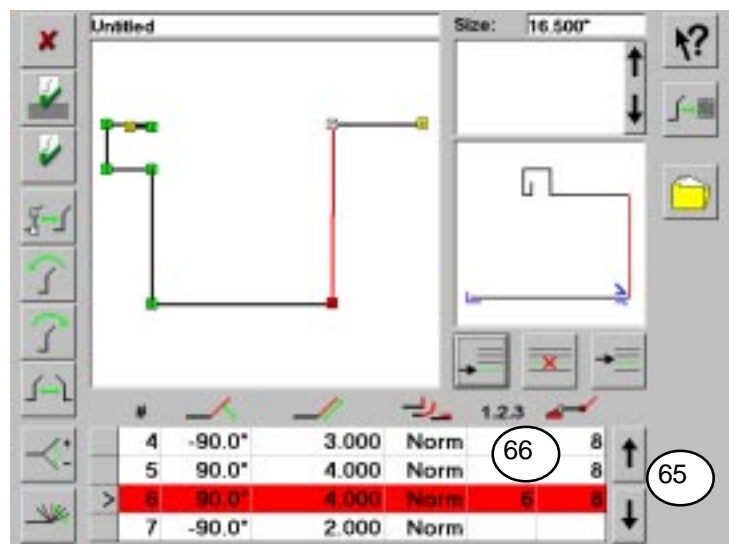 Untitled Size: 16.500"
?
# 1.2.3
4 -90.0° 3.000 Norm 8
66
5 -90.0° 4.000 Norm 8
65
> 6 90.0° 4.000 Norm 6 8
7 -90.0° 2.000 Norm
+
-